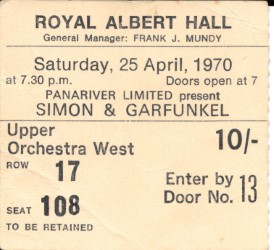 ROYAL ALBERT HALL
General Manager: FRANK J. MUNDY
Saturday, 25 April, 1970
at 7.30 p.m. Doors open at 7
PANARIVER LIMITED present
SIMON & GARFUNKEL
Upper 10/-
Orchestra West
ROW 17
Enter by
Door No. 13
SEAT 108
TO BE RETAINED